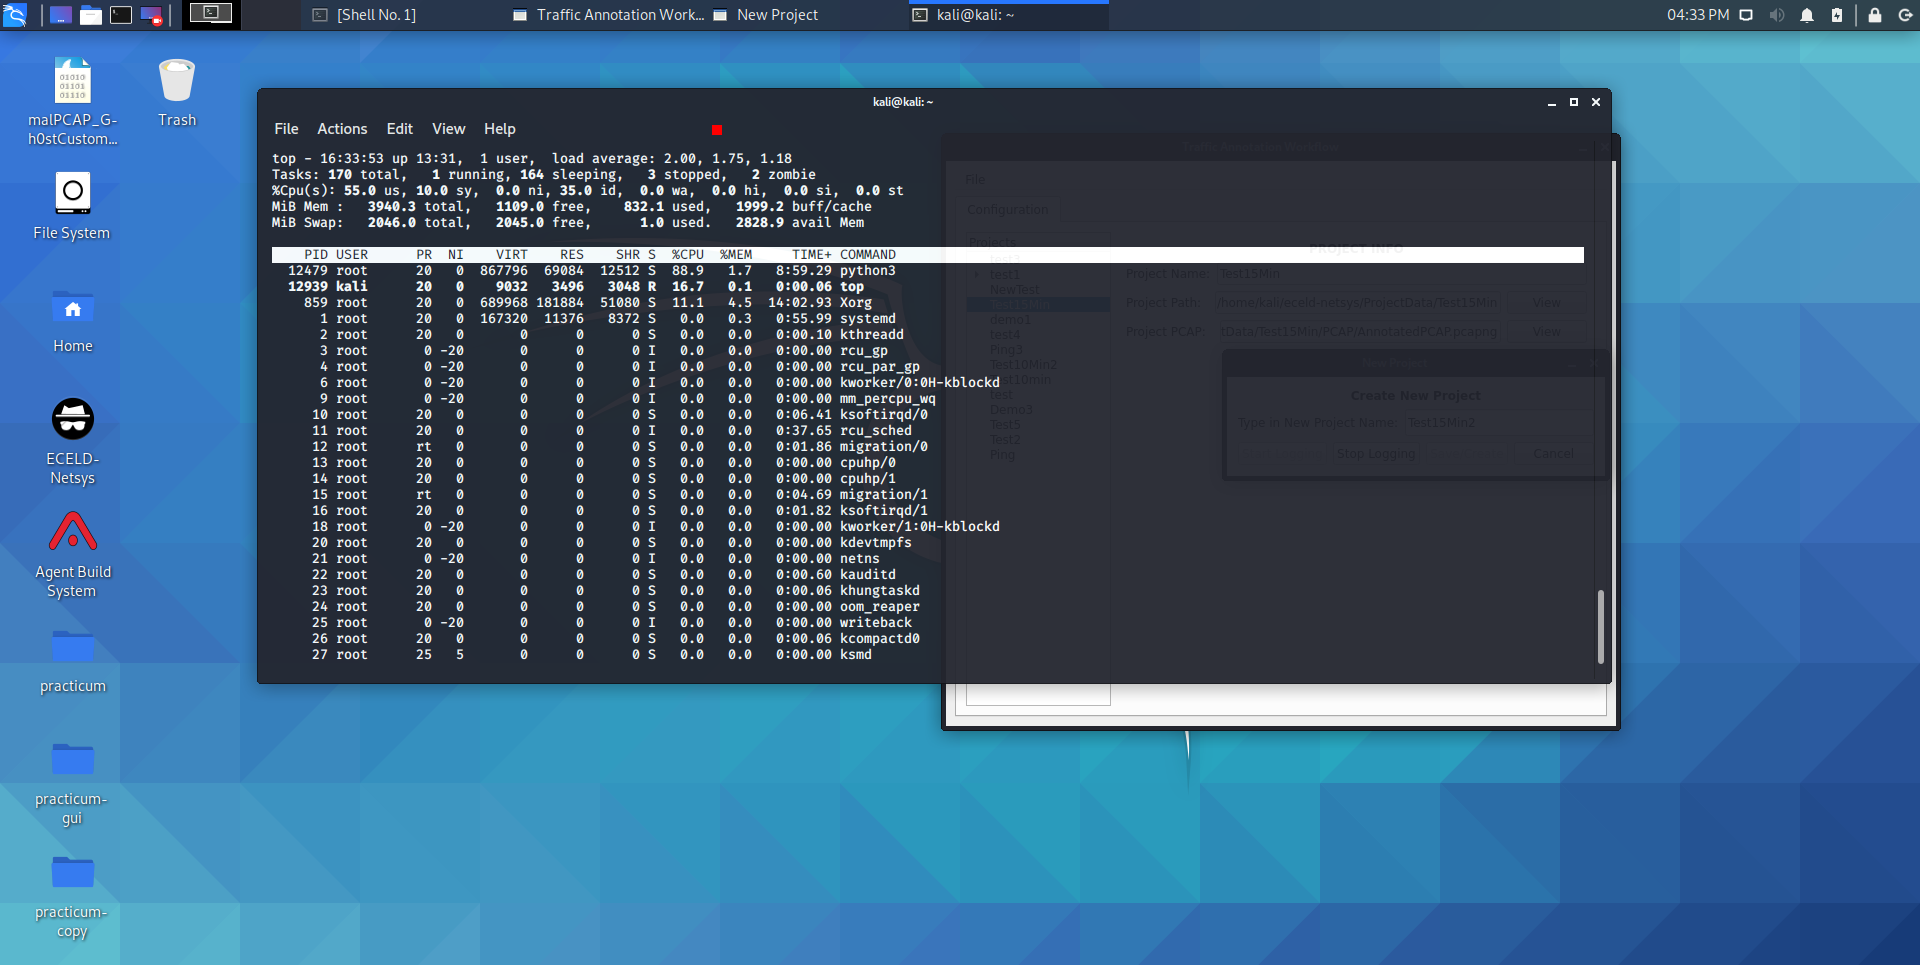 [Shell No. 1]
Traffic Annotation Work...
New Project
kali@kali: ~
04:33 PM
malPCAP_G-
h0stCustom...
Trash
File System
Home
ECELD-
Netsys
Agent Build
System
practicum
practicum-
gui
practicum-
copy
kali@kali: ~
File Actions Edit View Help
top - 16:33:53 up 13:31, 1 user, load average: 2.00, 1.75, 1.18
Tasks: 170 total, 1 running, 164 sleeping, 3 stopped, 2 zombie
%Cpu(s): 55.0 us, 10.0 sy, 0.0 ni, 35.0 id, 0.0 wa, 0.0 hi, 0.0 si, 0.0 st
MiB Mem : 3940.3 total, 1109.0 free, 832.1 used, 1999.2 buff/cache
MiB Swap: 2046.0 total, 2045.0 free, 1.0 used. 2828.9 avail Mem
PID USER PR NI VIRT RES SHR S %CPU %MEM TIME+ COMMAND
12479 root 20 0 867796 69084 12512 S 88.9 1.7 8:59.29 python3
12939 kali 20 0 9032 3496 3048 R 16.7 0.1 0:00.06 top
859 root 20 0 689968 181884 51080 S 11.1 4.5 14:02.93 Xorg
1 root 20 0 167320 11376 8372 S 0.0 0.3 0:55.99 systemd
2 root 20 0 0 0 0 S 0.0 0.0 0:00.10 kthreadd
3 root 0 -20 0 0 0 I 0.0 0.0 0:00.00 rcu_gp
4 root 0 -20 0 0 0 I 0.0 0.0 0:00.00 rcu_par_gp
6 root 0 -20 0 0 0 I 0.0 0.0 0:00.00 kworker/0:0H-kblockd
9 root 0 -20 0 0 0 I 0.0 0.0 0:00.00 mm_percpu_wq
10 root 20 0 0 0 0 S 0.0 0.0 0:06.41 ksoftirqd/0
11 root 20 0 0 0 0 I 0.0 0.0 0:37.65 rcu_sched
12 root rt 0 0 0 0 S 0.0 0.0 0:01.86 migration/0
13 root 20 0 0 0 0 S 0.0 0.0 0:00.00 cpuhp/0
14 root 20 0 0 0 0 S 0.0 0.0 0:00.00 cpuhp/1
15 root rt 0 0 0 0 S 0.0 0.0 0:04.69 migration/1
16 root 20 0 0 0 0 S 0.0 0.0 0:01.82 ksoftirqd/1
18 root 0 -20 0 0 0 I 0.0 0.0 0:00.00 kworker/1:0H-kblockd
20 root 20 0 0 0 0 S 0.0 0.0 0:00.00 kdevtmpfs
21 root 0 -20 0 0 0 I 0.0 0.0 0:00.00 netns
22 root 20 0 0 0 0 S 0.0 0.0 0:00.60 kauditd
23 root 20 0 0 0 0 S 0.0 0.0 0:00.06 khungtaskd
24 root 20 0 0 0 0 S 0.0 0.0 0:00.00 oom_reaper
25 root 0 -20 0 0 0 I 0.0 0.0 0:00.00 writeback
26 root 20 0 0 0 0 S 0.0 0.0 0:00.06 kcompactd0
27 root 25 5 0 0 0 S 0.0 0.0 0:00.00 ksmd
Traffic Annotation Workflow
File
Configuration
Projects
test1
NewTest
Test15Min
demo1
test4
Ping3
Test10Min2
Test10min
test
Demo3
Test5
Test2
Ping
PROJECT INFO
Project Name: Test15Min
Project Path: /home/kali/eceld-netsys/ProjectData/Test15Min View
Project PCAP: tData/Test15Min/PCAP/AnnotatedPCAP.pcapng View
New Project
Create New Project
Type in New Project Name: Test15Min2
Stop Logging Cancel